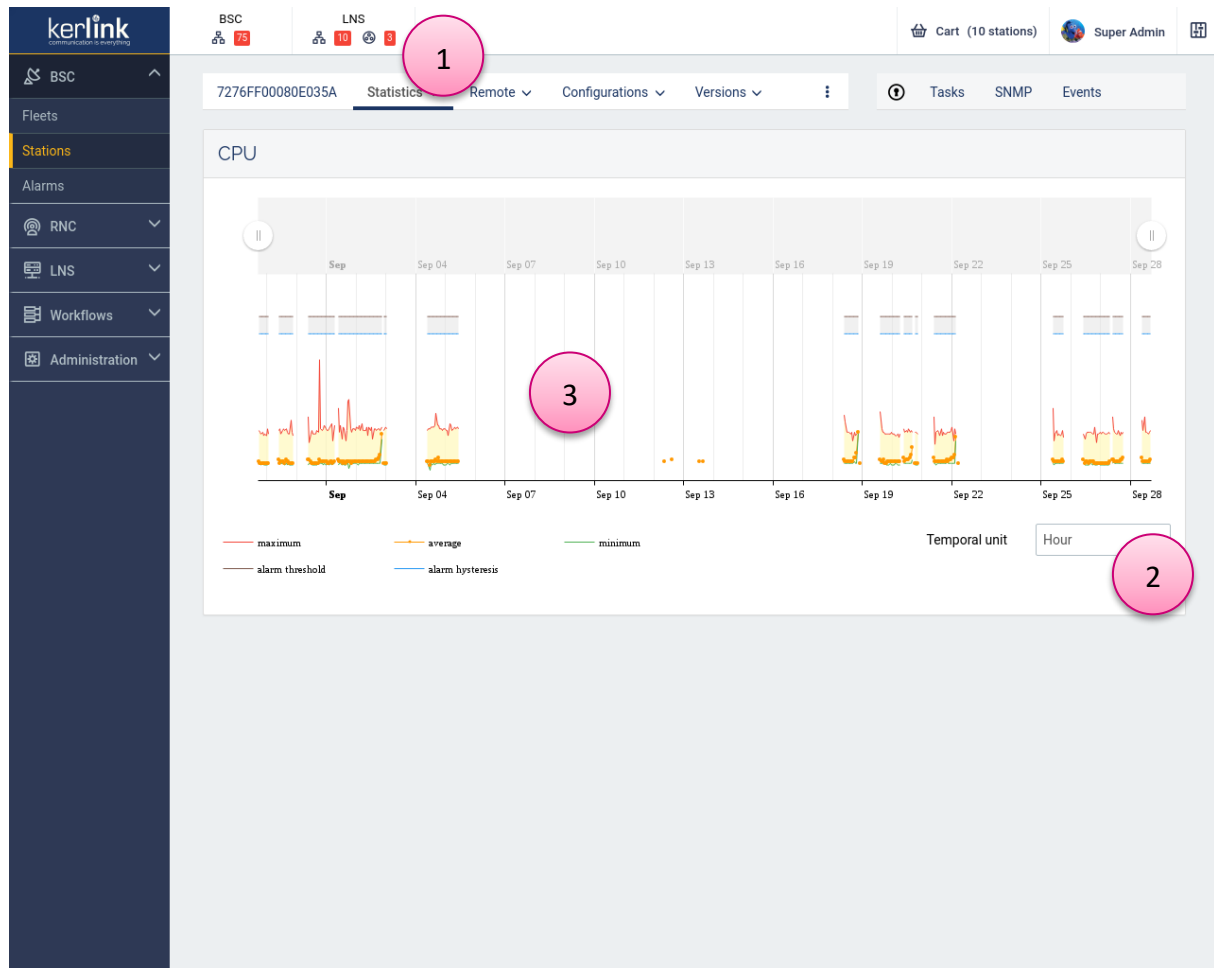 kerlink
communication is everything
BSC
75
LNS
10 3
Cart (10 stations)
Super Admin
1
BSC
Fleets
Stations
Alarms
RNC
LNS
Workflows
Administration
7276FF00080E035A Statistics Remote Configurations Versions
Tasks SNMP Events
CPU
Sep Sep 04 Sep 07 Sep 10 Sep 13 Sep 16 Sep 19 Sep 22 Sep 25 Sep 28
3
Sep Sep 04 Sep 07 Sep 10 Sep 13 Sep 16 Sep 19 Sep 22 Sep 25 Sep 28
maximum average minimum
alarm threshold alarm hysteresis
Temporal unit Hour
2